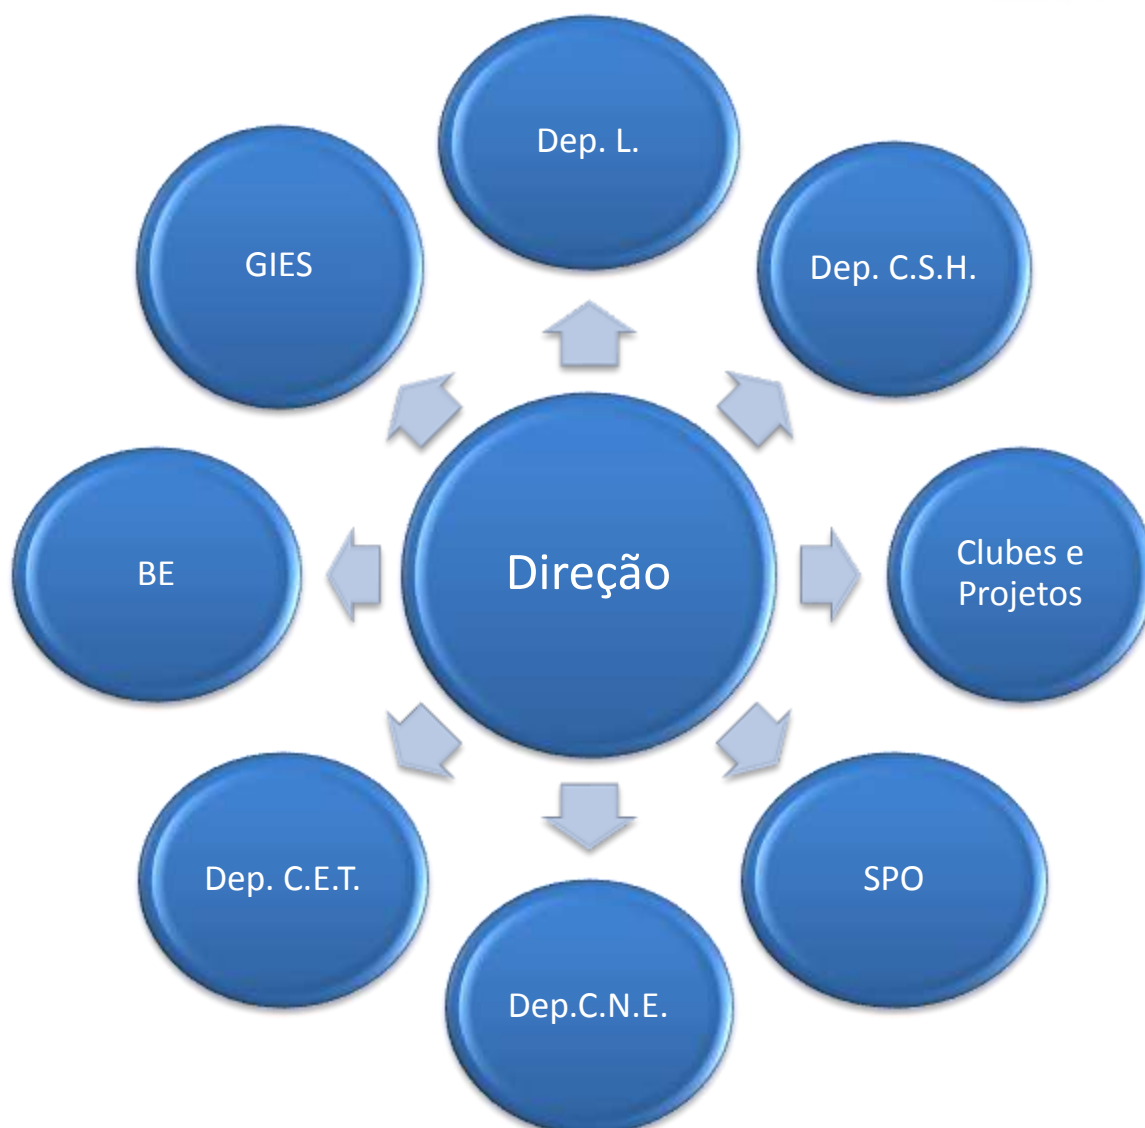 Dep. L.
GIES
Dep. C.S.H.
BE
Direção
Clubes e
Projetos
Dep. C.E.T.
SPO
Dep.C.N.E.